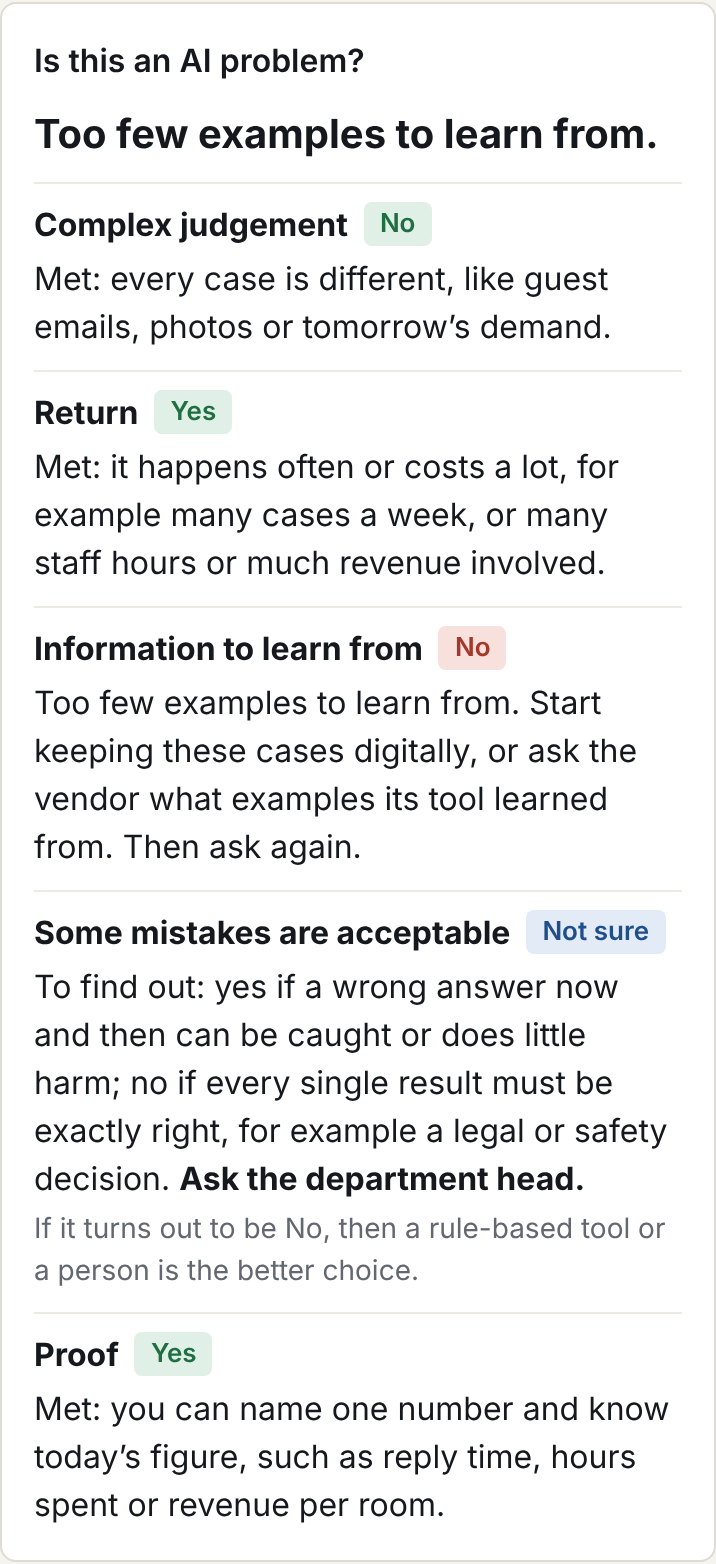 Is this an AI problem?
Too few examples to learn from.
Complex judgement No
Met: every case is different, like guest
emails, photos or tomorrow’s demand.
Return Yes
Met: it happens often or costs a lot, for
example many cases a week, or many
staff hours or much revenue involved.
Information to learn from No
Too few examples to learn from. Start
keeping these cases digitally, or ask the
vendor what examples its tool learned
from. Then ask again.
Some mistakes are acceptable Not sure
To find out: yes if a wrong answer now
and then can be caught or does little
harm; no if every single result must be
exactly right, for example a legal or safety
decision. Ask the department head.
If it turns out to be No, then a rule-based tool or
a person is the better choice.
Proof Yes
Met: you can name one number and know
today’s figure, such as reply time, hours
spent or revenue per room.